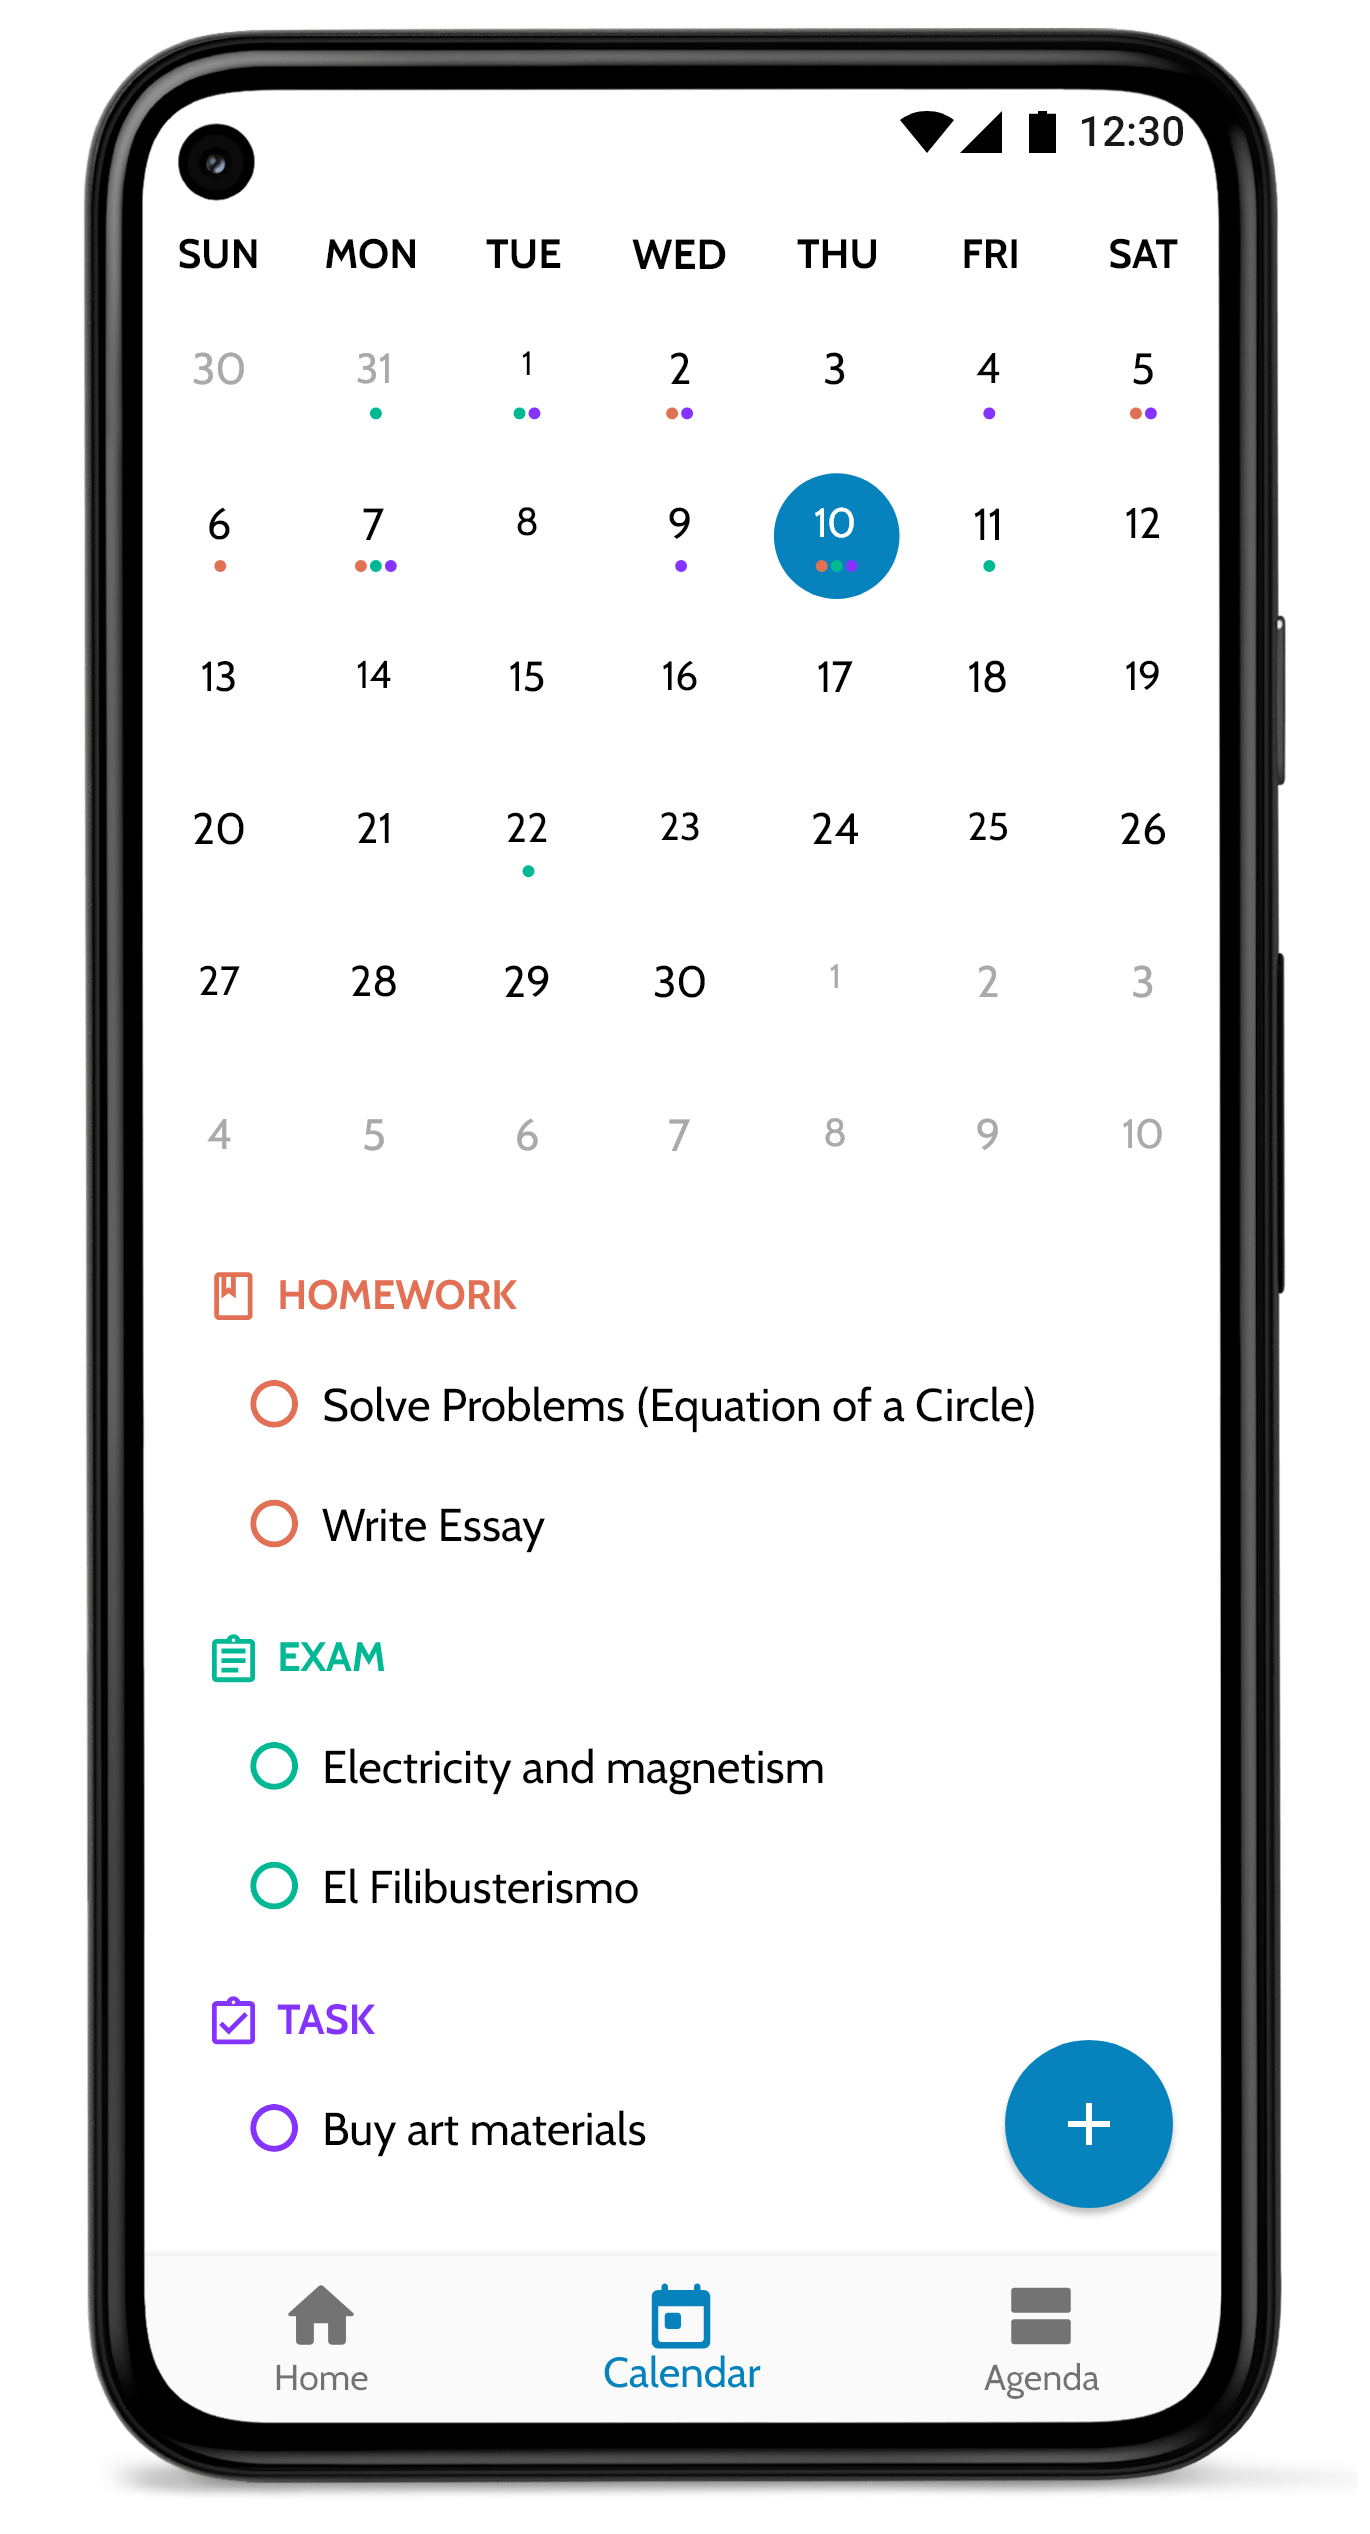 12:30
SUN MON TUE WED THU FRI SAT
30 31 1 2 3 4 5
6 7 8 9 10 11 12
13 14 15 16 17 18 19
20 21 22 23 24 25 26
27 28 29 30 1 2 3
4 5 6 7 8 9 10
HOMEWORK
Solve Problems (Equation of a Circle)
Write Essay
EXAM
Electricity and magnetism
El Filibusterismo
TASK
Buy art materials
Home Calendar Agenda